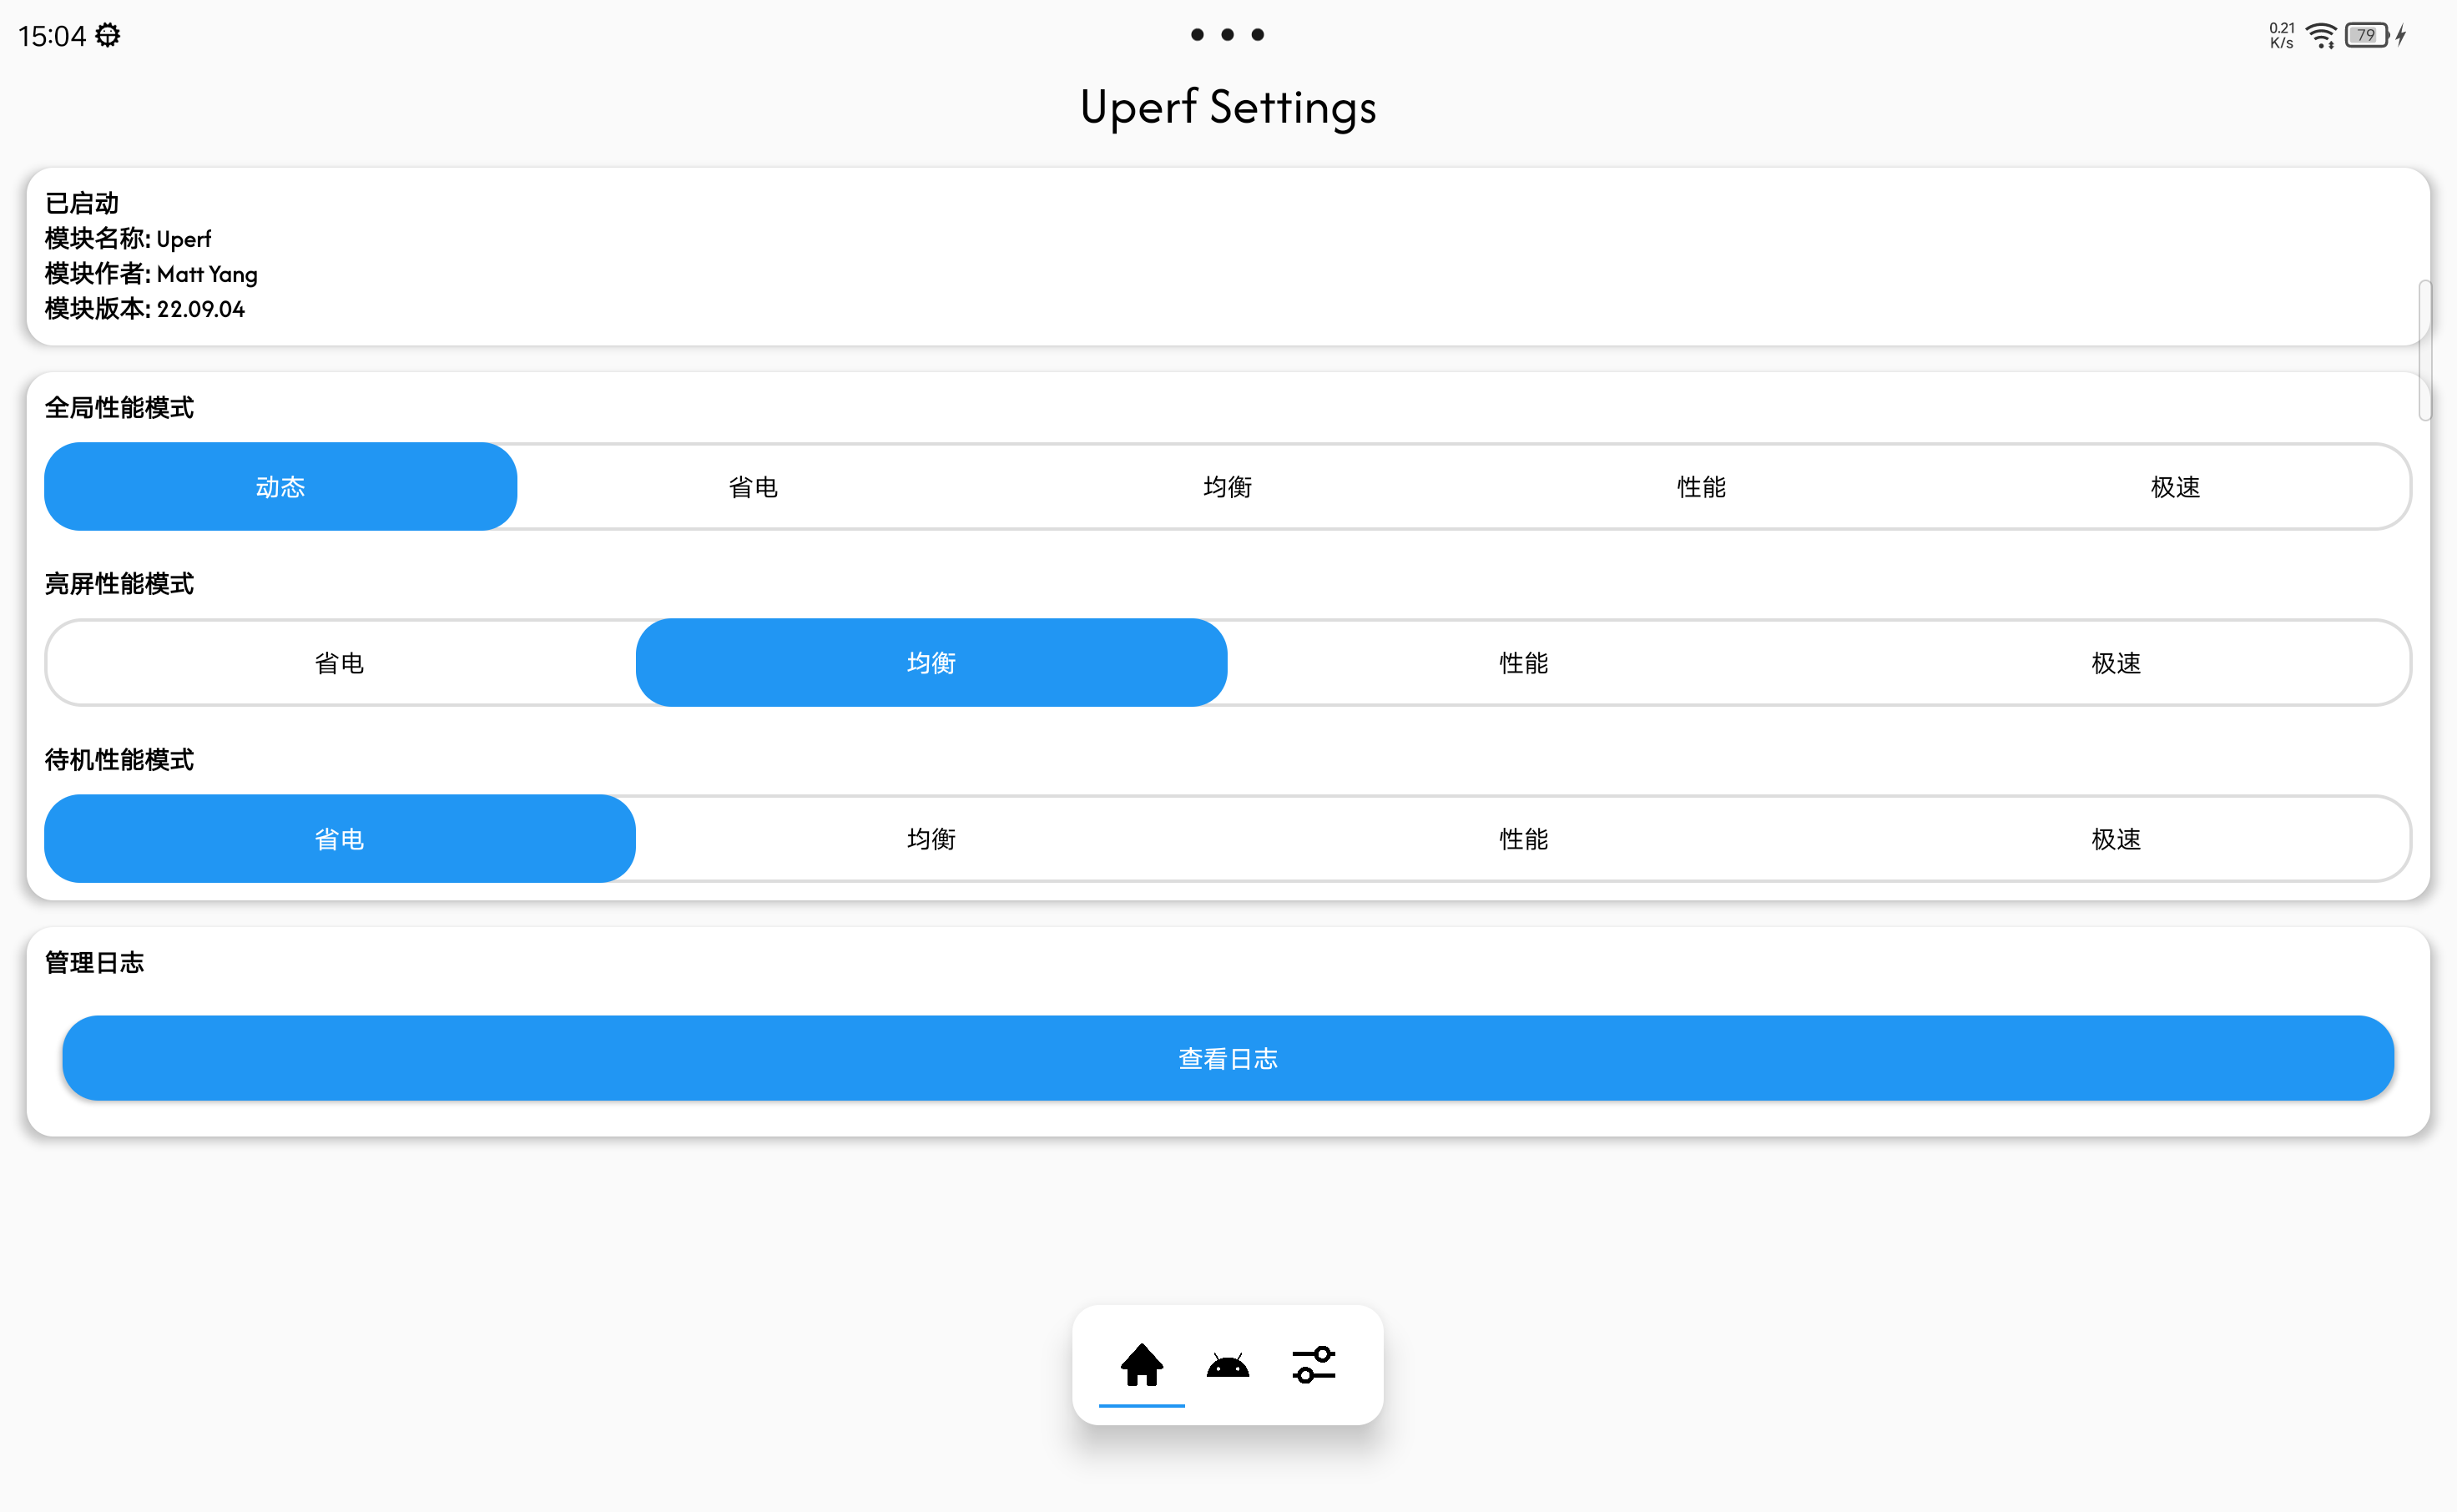 15:04
0.21
K/s
79
Uperf Settings
已启动
模块名称: Uperf
模块作者: Matt Yang
模块版本: 22.09.04
全局性能模式
动态 省电 均衡 性能 极速
亮屏性能模式
省电 均衡 性能 极速
待机性能模式
省电 均衡 性能 极速
管理日志
查看日志